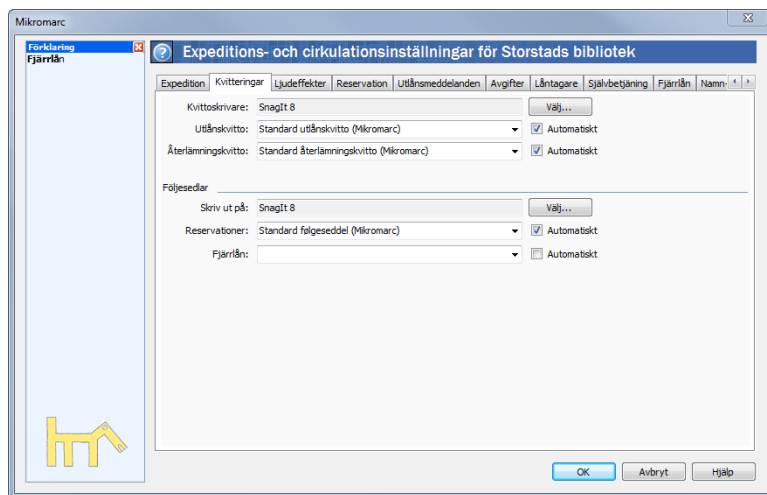 Mikromarc
Förklaring
Fjärrlån
Expeditions- och cirkulationsinställningar för Storstads bibliotek
Expedition Kvitteringar Ljudeffekter Reservation Utlånsmeddelanden Avgifter Låntagare Självbetjäning Fjärrlån Namn-
Kvittoskrivare: SnagIt 8 Välj...
Utlånskvitto: Standard utlånskvitto (Mikromarc) Automatiskt
Återlämningskvitto: Standard återlämningskvitto (Mikromarc) Automatiskt
Följesedlar
Skriv ut på: SnagIt 8 Välj...
Reservationer: Standard følgeseddel (Mikromarc) Automatiskt
Fjärrlån: Automatiskt
OK Avbryt Hjälp